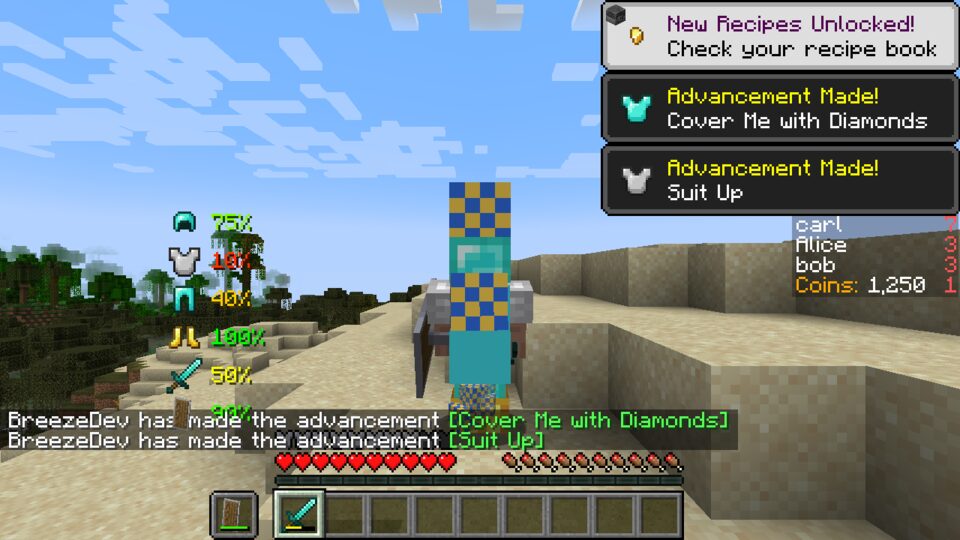 New Recipes Unlocked!
Check your recipe book
Advancement Made!
Cover Me with Diamonds
Advancement Made!
Suit Up
carl 7
Alice 3
bob 3
Coins: 1,250 1
75%
10%
40%
100%
50%
90%
BreezeDev has made the advancement [Cover Me with Diamonds]
BreezeDev has made the advancement [Suit Up]